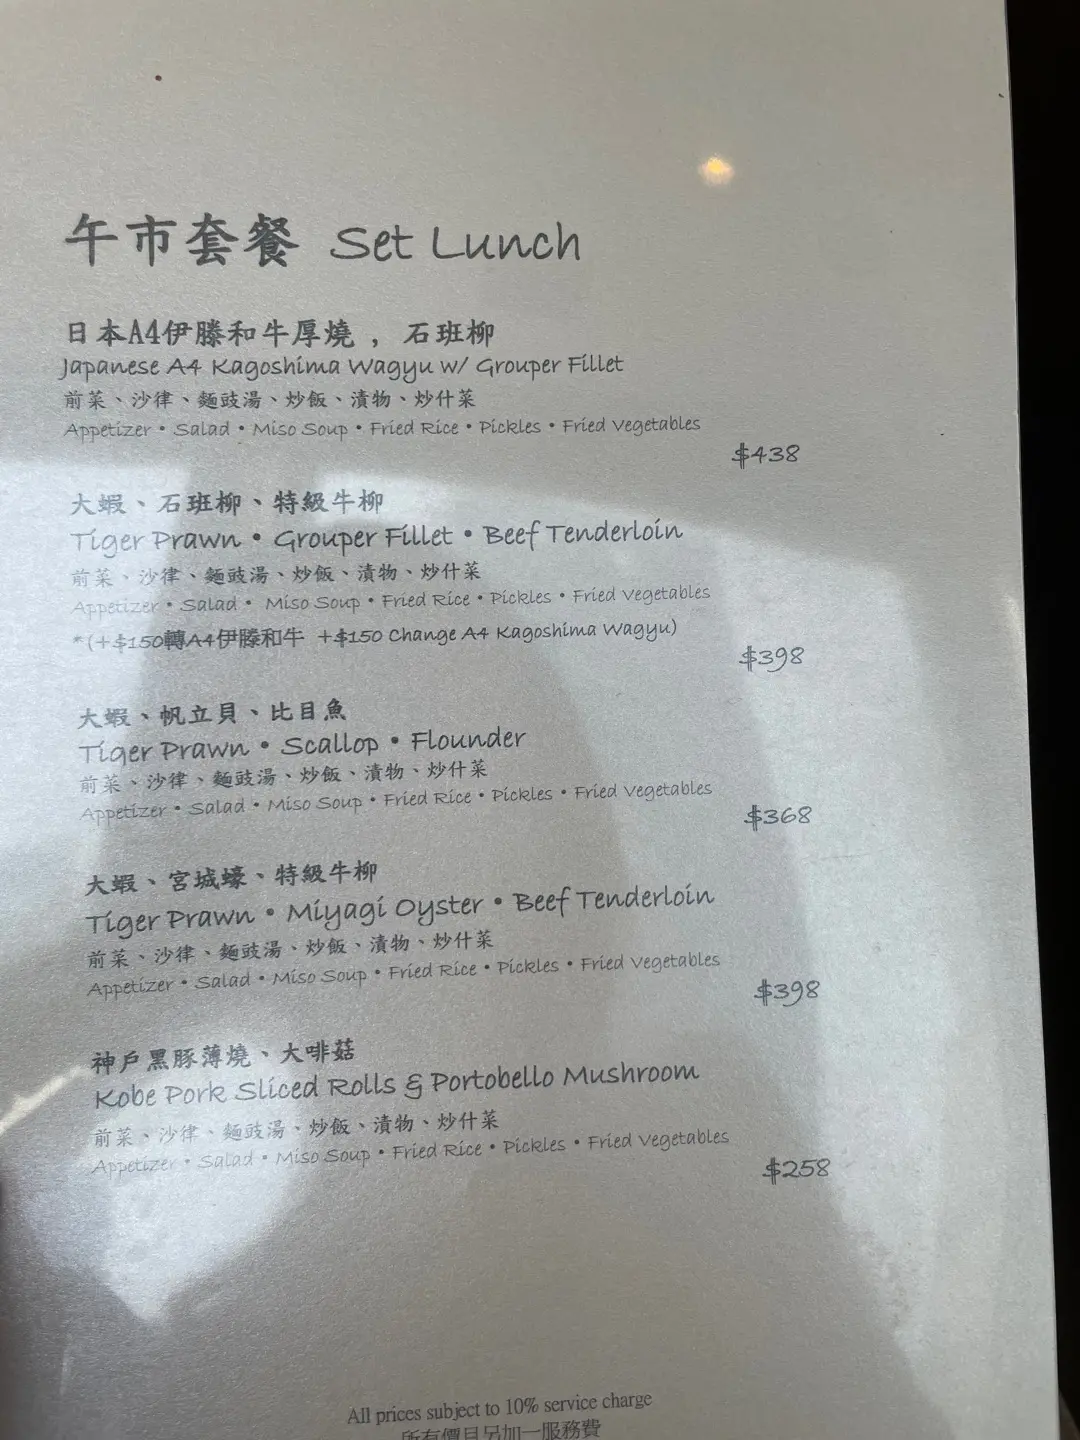 午市套餐 Set Lunch
日本A4伊滕和牛厚燒，石班柳
Japanese A4 Kagoshima Wagyu w/ Grouper Fillet
前菜、沙律、麵豉湯、炒飯、漬物、炒什菜
Appetizer • Salad • Miso Soup • Fried Rice • Pickles • Fried Vegetables
$438
大蝦、石班柳、特級牛柳
Tiger Prawn • Grouper Fillet • Beef Tenderloin
前菜、沙律、麵豉湯、炒飯、漬物、炒什菜
Appetizer • Salad • Miso Soup • Fried Rice • Pickles • Fried Vegetables
*(+$150轉A4伊滕和牛 +$150 Change A4 Kagoshima Wagyu)
$398
大蝦、帆立貝、比目魚
Tiger Prawn • Scallop • Flounder
前菜、沙律、麵豉湯、炒飯、漬物、炒什菜
Appetizer • Salad • Miso Soup • Fried Rice • Pickles • Fried Vegetables
$368
大蝦、宮城蠔、特級牛柳
Tiger Prawn • Miyagi Oyster • Beef Tenderloin
前菜、沙律、麵豉湯、炒飯、漬物、炒什菜
Appetizer • Salad • Miso Soup • Fried Rice • Pickles • Fried Vegetables
$398
神戶黑豚薄燒、大啡菇
Kobe Pork Sliced Rolls & Portobello Mushroom
前菜、沙律、麵豉湯、炒飯、漬物、炒什菜
Appetizer • Salad • Miso Soup • Fried Rice • Pickles • Fried Vegetables
$258
All prices subject to 10% service charge
所有價目另加一服務費